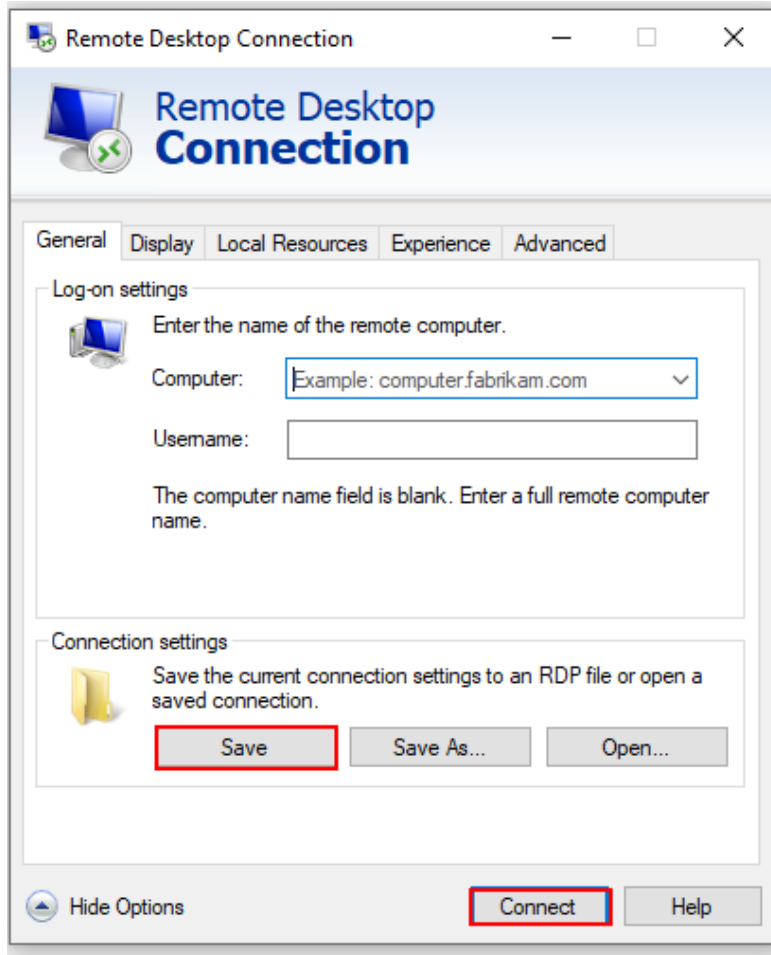 Remote Desktop Connection
Remote Desktop
Connection
General Display Local Resources Experience Advanced
Log-on settings
Enter the name of the remote computer.
Computer: Example: computer.fabrikam.com
Username:
The computer name field is blank. Enter a full remote computer
name.
Connection settings
Save the current connection settings to an RDP file or open a
saved connection.
Save Save As... Open...
Hide Options Connect Help